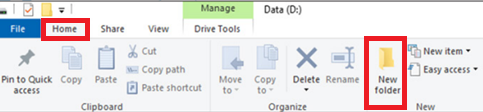 Manage Data (D:)
File Home Share View Drive Tools
Pin to Quick access
Copy
Paste
Cut
Copy path
Paste shortcut
Move to
Copy to
Delete
Rename
New folder
New item
Easy access
Clipboard Organize New